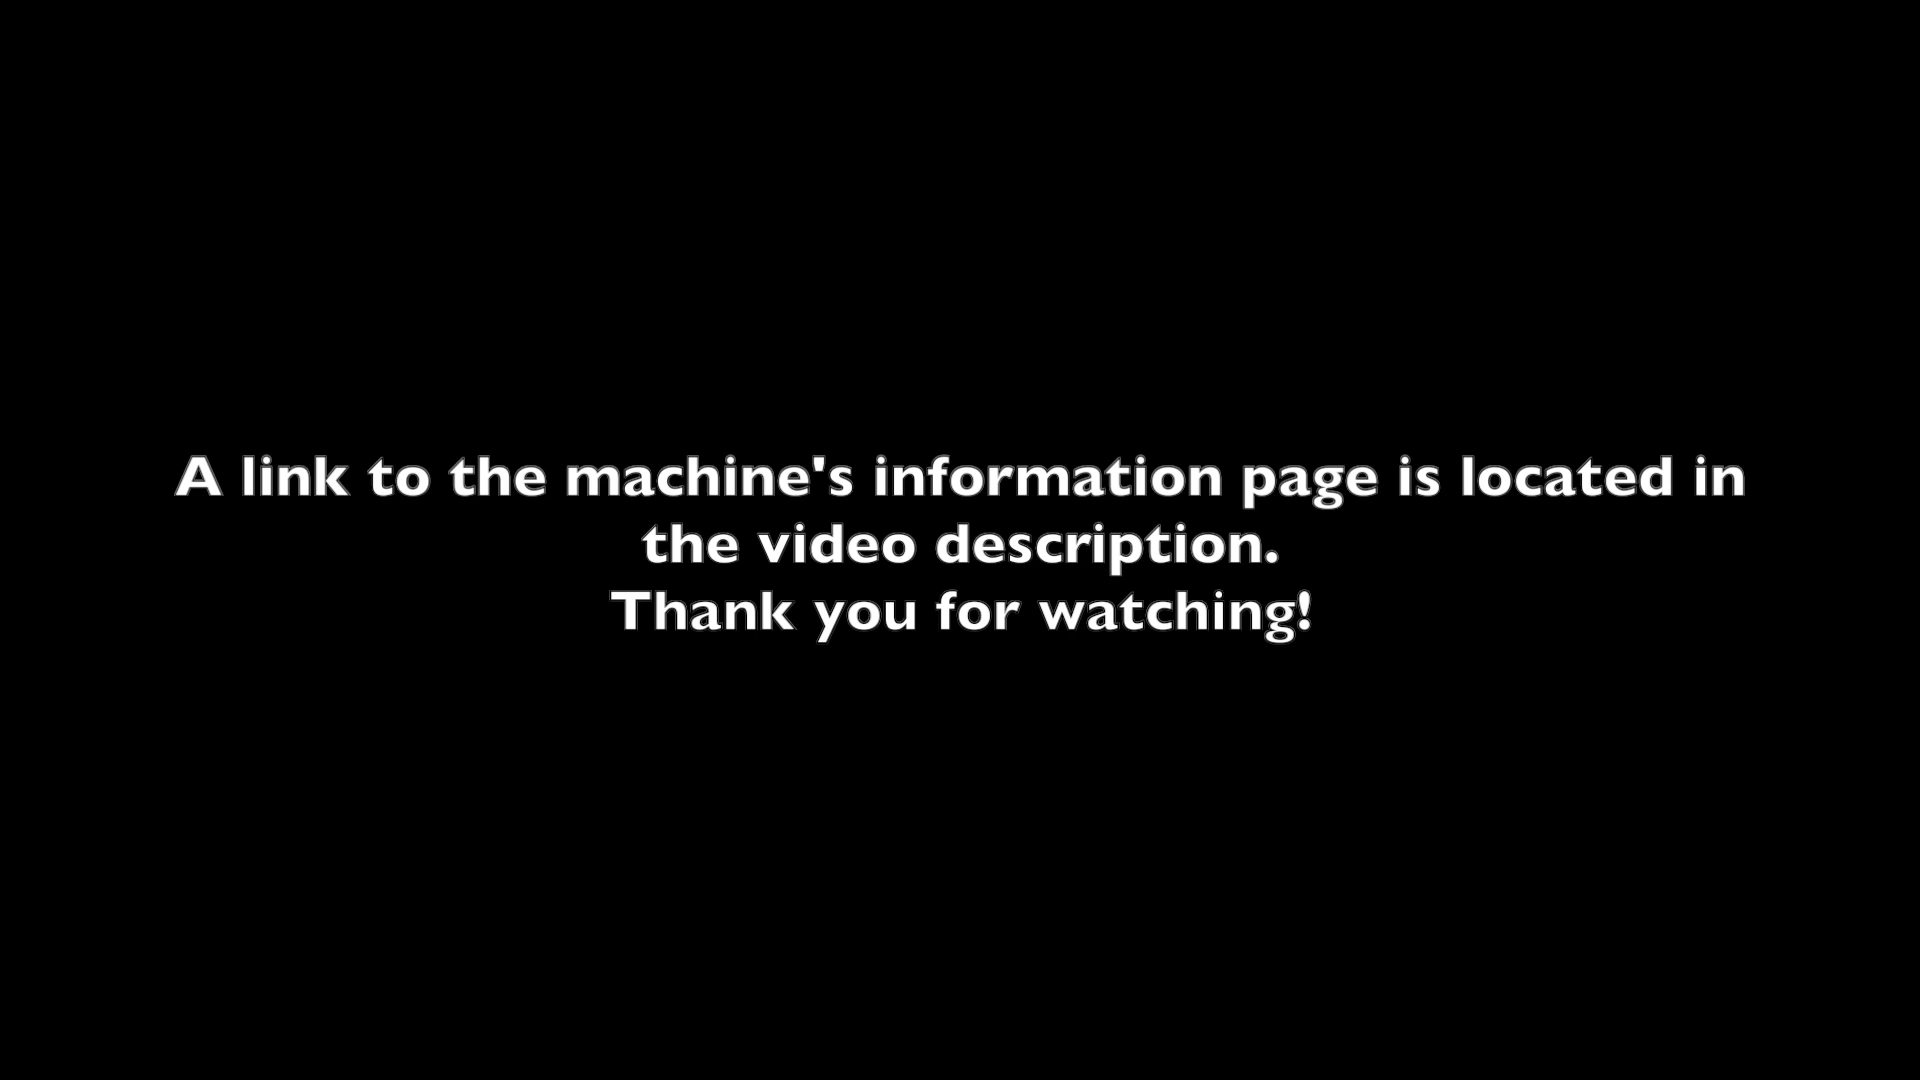 A link to the machine's information page is located in
the video description.
Thank you for watching!